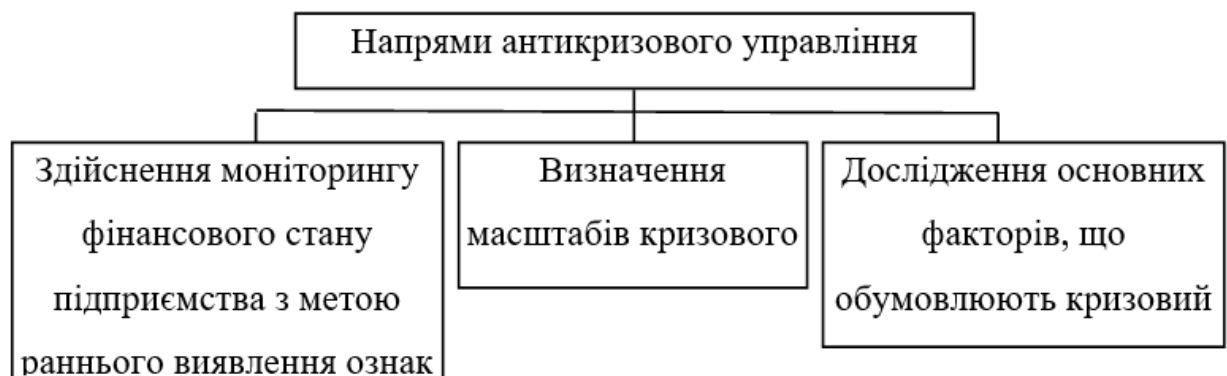 Напрями антикризового управління
Здійснення моніторингу
фінансового стану
підприємства з метою
раннього виявлення ознак
Визначення
масштабів кризового
Дослідження основних
факторів, що
обумовлюють кризовий